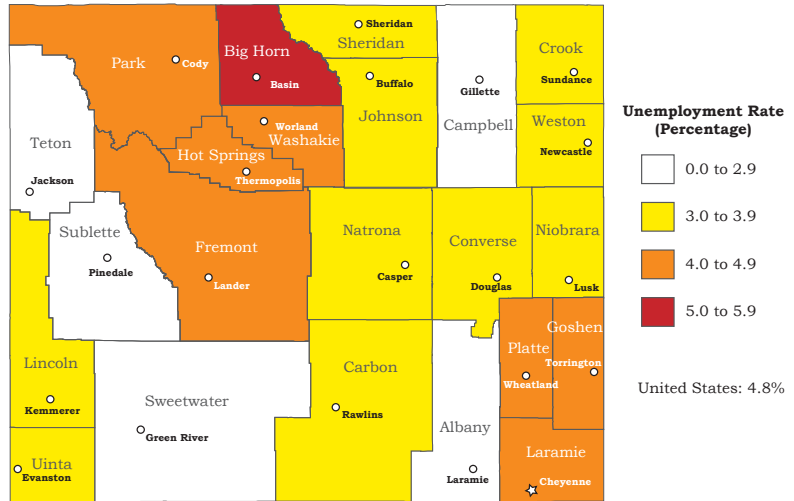 Sheridan
Big Horn
Sheridan
Crook
Park
Cody
Basin
Buffalo
Gillette
Sundance
Johnson
Campbell
Weston
Worland
Washakie
Newcastle
Teton
Hot Springs
Thermopolis
Jackson
Sublette
Pinedale
Fremont
Lander
Natrona
Casper
Converse
Douglas
Niobrara
Lusk
Goshen
Platte
Torrington
Wheatland
Lincoln
Kemmerer
Sweetwater
Green River
Carbon
Rawlins
Albany
Laramie
Laramie
Cheyenne
Uinta
Evanston
Unemployment Rate
(Percentage)
0.0 to 2.9
3.0 to 3.9
4.0 to 4.9
5.0 to 5.9
United States: 4.8%